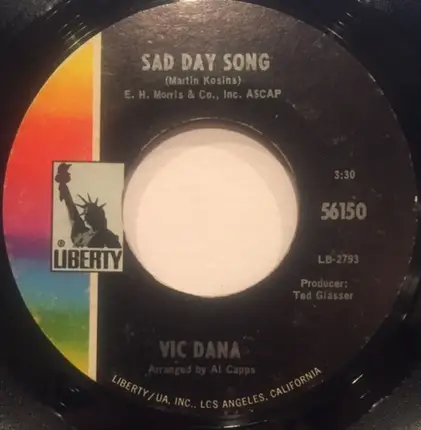 SAD DAY SONG
(Martin Kosins)
E. H. Morris & Co., Inc. ASCAP
3:30
56150
LB-2793
Producer:
Ted Glasser
®
LIBERTY
VIC DANA
Arranged by Al Capps
LIBERTY/UA, INC., LOS ANGELES, CALIFORNIA